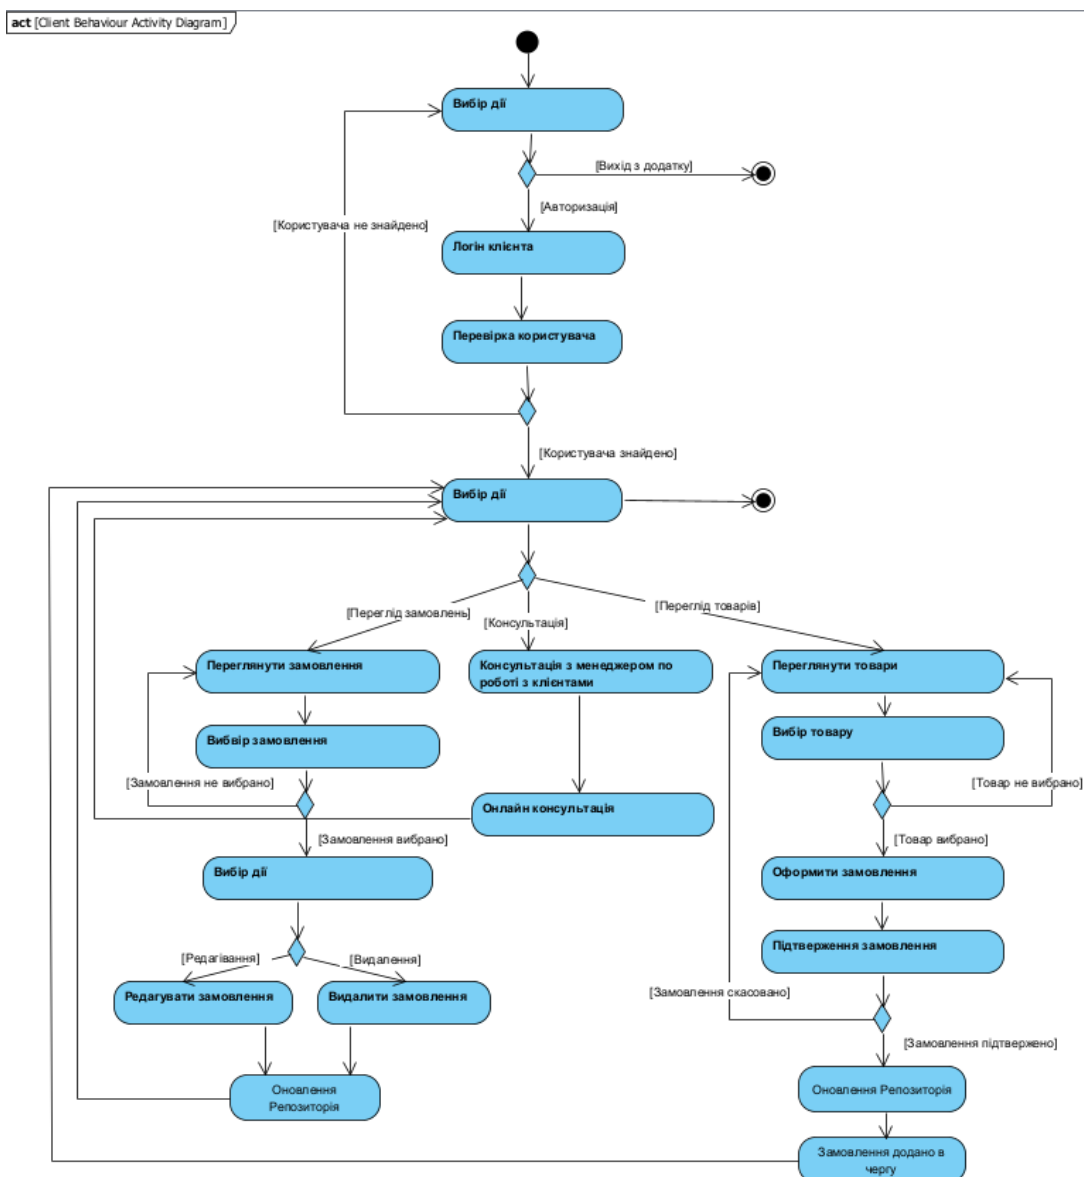 act [Client Behaviour Activity Diagram]
Вибір дії
[Вихід з додатку]
[Авторизація]
[Користувача не знайдено]
Логін клієнта
Перевірка користувача
[Користувача знайдено]
Вибір дії
[Перегляд замовлень]
[Консультація]
[Перегляд товарів]
Переглянути замовлення
Консультація з менеджером по
роботі з клієнтами
Переглянути товари
Вибвір замовлення
Вибір товару
[Замовлення не вибрано]
[Товар не вибрано]
Онлайн консультація
[Замовлення вибрано]
[Товар вибрано]
Вибір дії
Оформити замовлення
Підтверження замовлення
[Редагівання]
[Видалення]
Редагувати замовлення
Видалити замовлення
[Замовлення скасовано]
[Замовлення підтвержено]
Оновлення
Репозиторія
Оновлення Репозиторія
Замовлення додано в
чергу